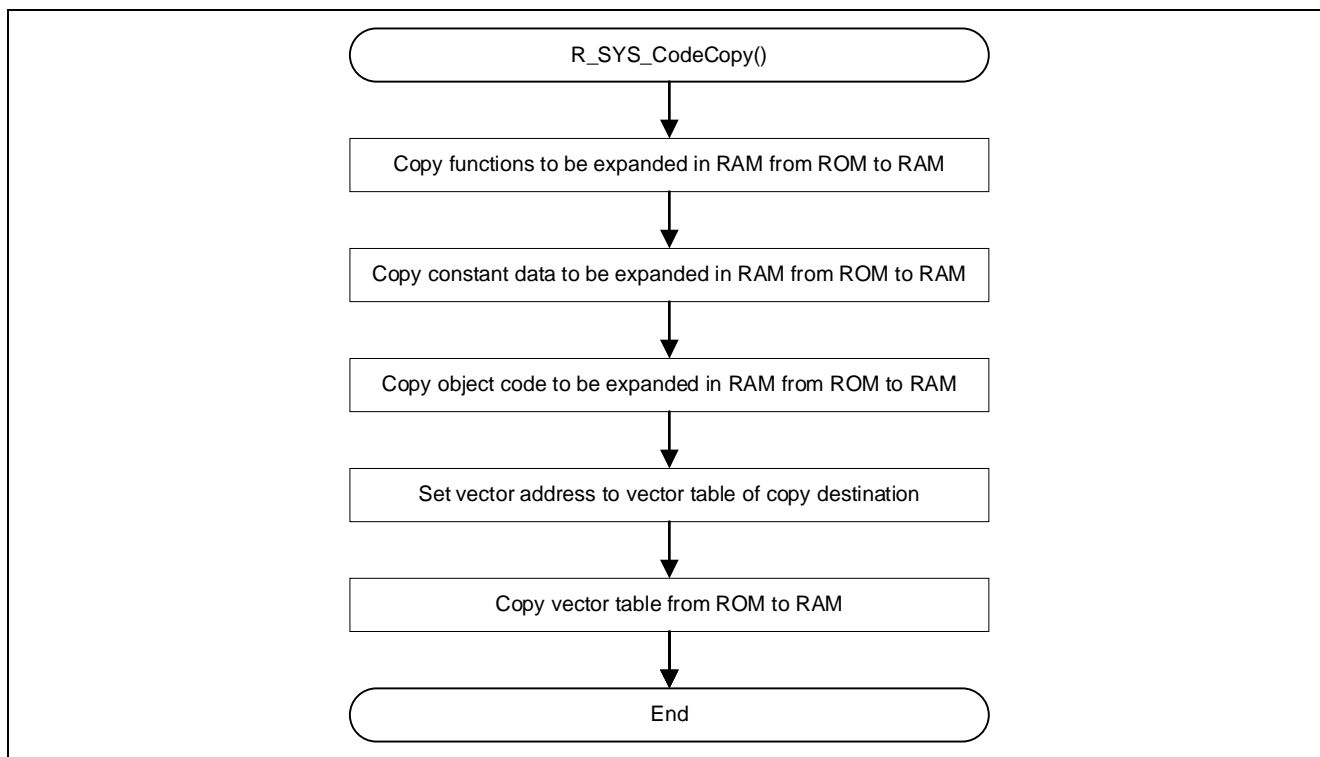 R_SYS_CodeCopy()
Copy functions to be expanded in RAM from ROM to RAM
Copy constant data to be expanded in RAM from ROM to RAM
Copy object code to be expanded in RAM from ROM to RAM
Set vector address to vector table of copy destination
Copy vector table from ROM to RAM
End